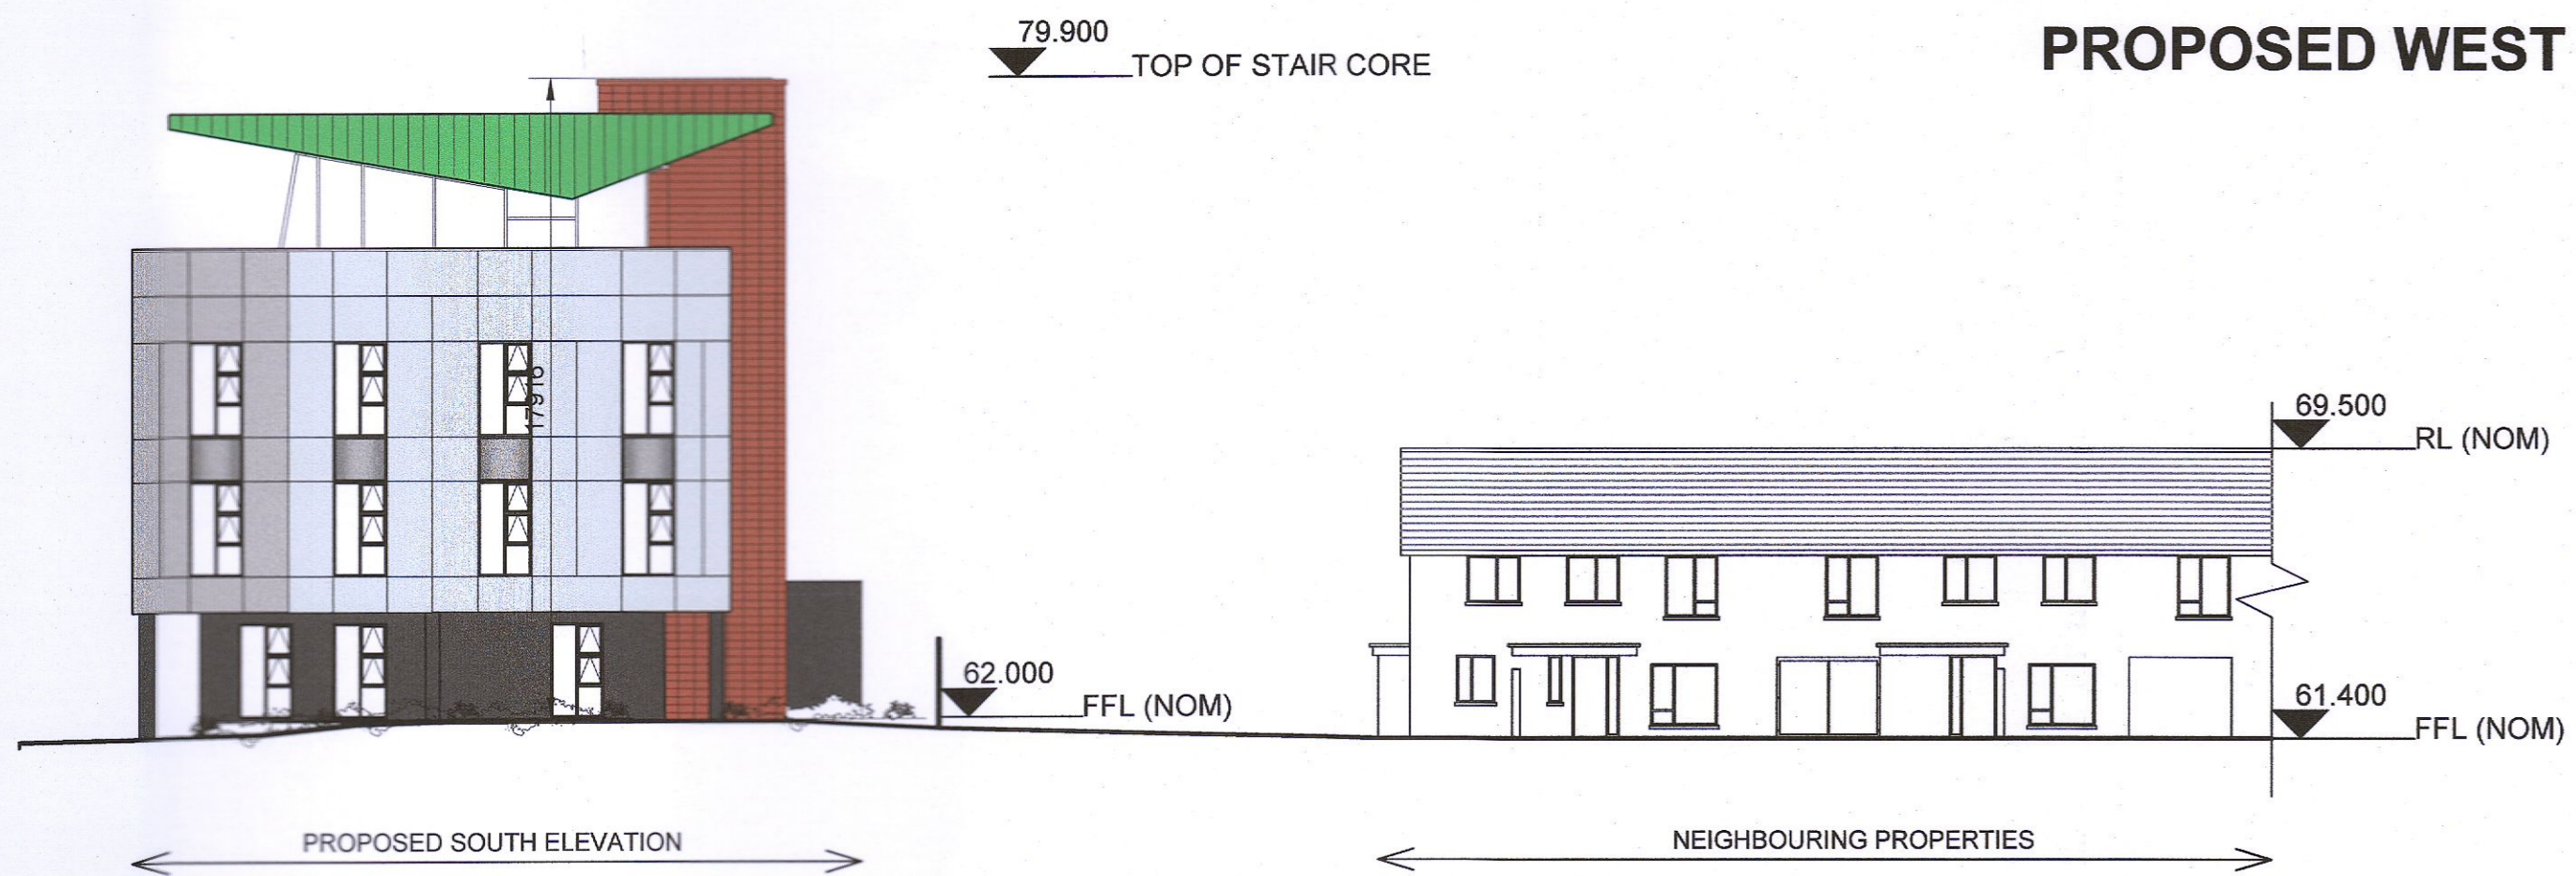 79.900
TOP OF STAIR CORE
PROPOSED WEST
17916
69.500
RL (NOM)
62.000
FFL (NOM)
61.400
FFL (NOM)
PROPOSED SOUTH ELEVATION
NEIGHBOURING PROPERTIES